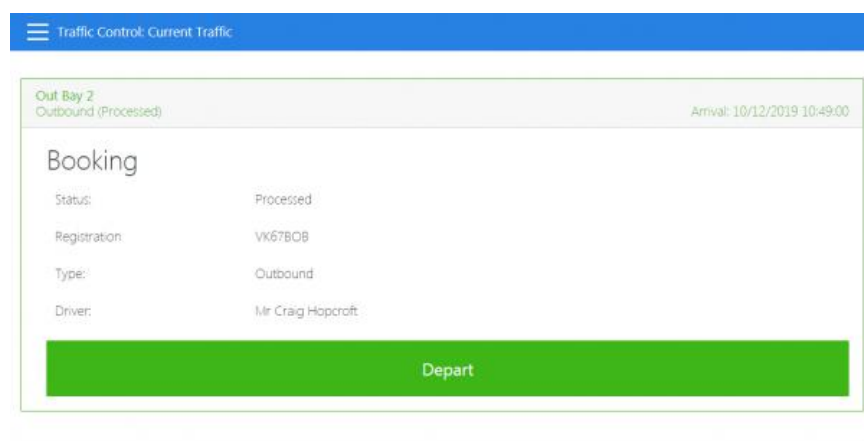 Traffic Control: Current Traffic
Out Bay 2
Outbound (Processed)
Arrival: 10/12/2019 10:49:00
Booking
Status: Processed
Registration VK67BOB
Type: Outbound
Driver: Mr Craig Hopcroft
Depart